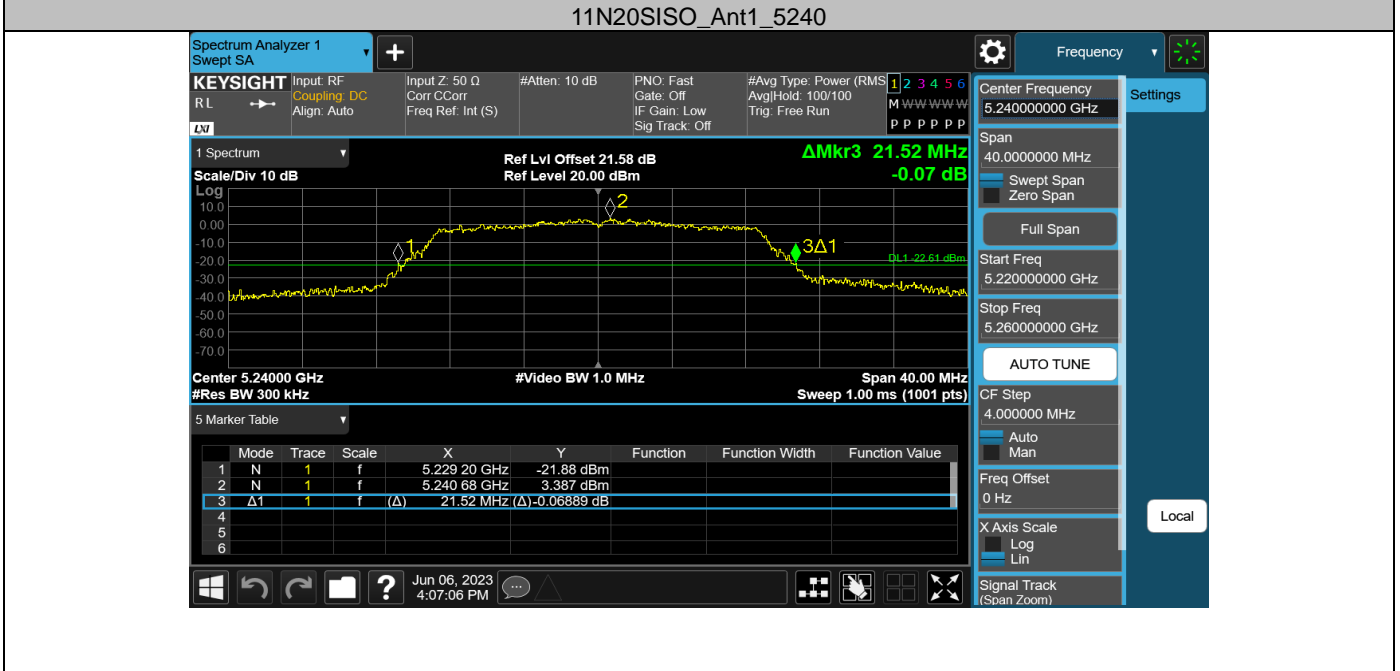 11N20SISO_Ant1_5240
Spectrum Analyzer 1
Swept SA
+
Frequency
KEYSIGHT
RL
LXI
Input: RF
Coupling: DC
Align: Auto
Input Z: 50 Ω
Corr CCorr
Freq Ref: Int (S)
#Atten: 10 dB
PNO: Fast
Gate: Off
IF Gain: Low
Sig Track: Off
#Avg Type: Power (RMS
Avg|Hold: 100/100
Trig: Free Run
1 2 3 4 5 6
M W W W W W
P P P P P P
1 Spectrum
Scale/Div 10 dB
Ref Lvl Offset 21.58 dB
Ref Level 20.00 dBm
ΔMkr3 21.52 MHz
-0.07 dB
Log
10.0
0.00
-10.0
-20.0
-30.0
-40.0
-50.0
-60.0
-70.0
1
2
3Δ1
DL1 -22.61 dBm
Center 5.24000 GHz
#Video BW 1.0 MHz
Span 40.00 MHz
#Res BW 300 kHz
Sweep 1.00 ms (1001 pts)
5 Marker Table
Mode Trace Scale X Y Function Function Width Function Value
1 N 1 f 5.229 20 GHz -21.88 dBm
2 N 1 f 5.240 68 GHz 3.387 dBm
3 Δ1 1 f (Δ) 21.52 MHz (Δ)-0.06889 dB
4
5
6
?
Jun 06, 2023
4:07:06 PM
Center Frequency
5.240000000 GHz
Settings
Span
40.0000000 MHz
Swept Span
Zero Span
Full Span
Start Freq
5.220000000 GHz
Stop Freq
5.260000000 GHz
AUTO TUNE
CF Step
4.000000 MHz
Auto
Man
Freq Offset
0 Hz
Local
X Axis Scale
Log
Lin
Signal Track
(Span Zoom)